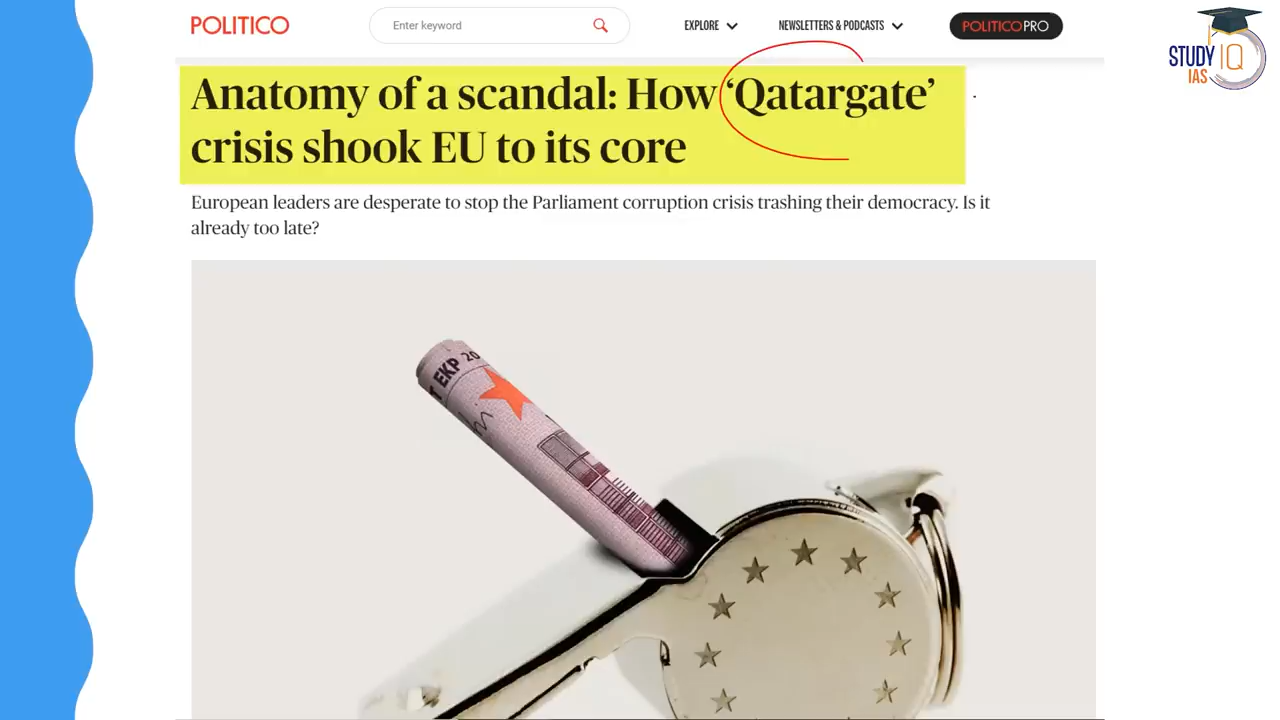 POLITICO
Enter keyword
EXPLORE
NEWSLETTERS & PODCASTS
POLITICOPRO
STUDY IQ
IAS
Anatomy of a scandal: How ‘Qatargate’
crisis shook EU to its core
European leaders are desperate to stop the Parliament corruption crisis trashing their democracy. Is it
already too late?
EKP 20